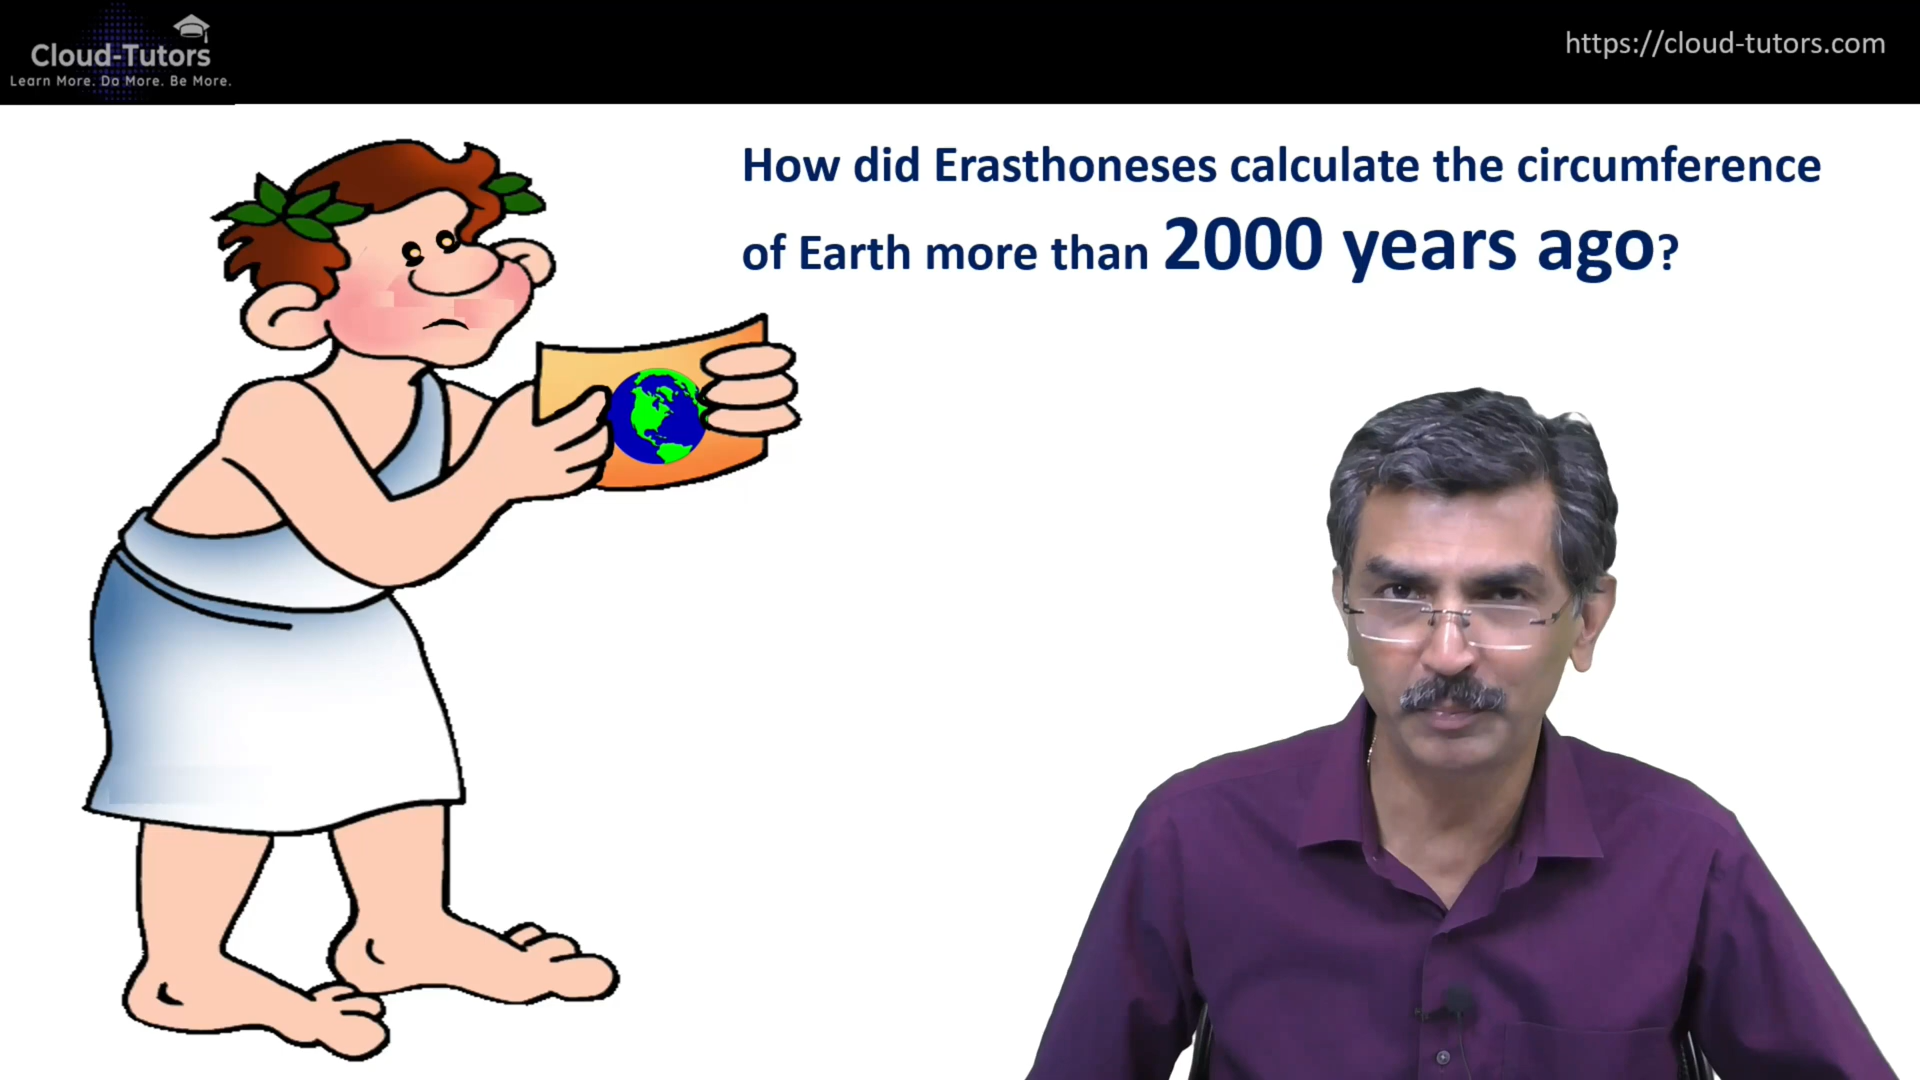 Cloud-Tutors
Learn More. Do More. Be More.
https://cloud-tutors.com
How did Erasthoneses calculate the circumference
of Earth more than 2000 years ago?